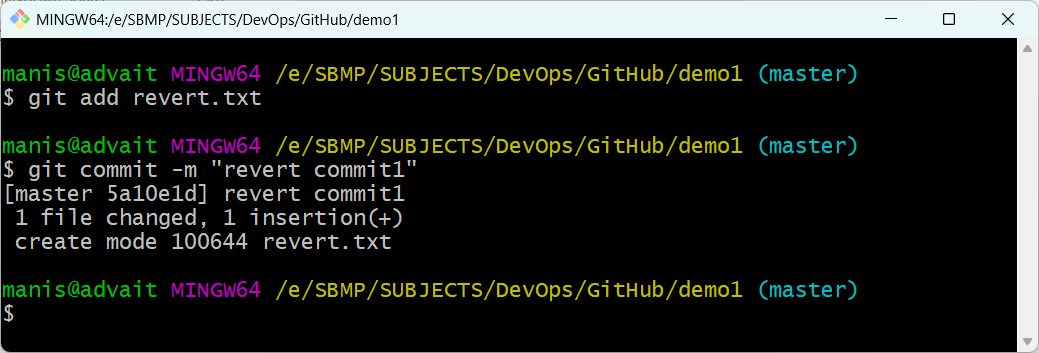 MINGW64:/e/SBMP/SUBJECTS/DevOps/GitHub/demo1
manis@advait MINGW64 /e/SBMP/SUBJECTS/DevOps/GitHub/demo1 (master)
$ git add revert.txt
manis@advait MINGW64 /e/SBMP/SUBJECTS/DevOps/GitHub/demo1 (master)
$ git commit -m "revert commit1"
[master 5a10e1d] revert commit1
 1 file changed, 1 insertion(+)
 create mode 100644 revert.txt
manis@advait MINGW64 /e/SBMP/SUBJECTS/DevOps/GitHub/demo1 (master)
$